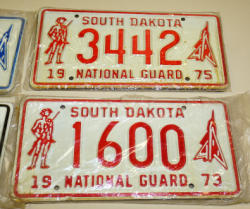 SOUTH DAKOTA
3442
19 NATIONAL GUARD 75
SOUTH DAKOTA
1600
19 NATIONAL GUARD 73